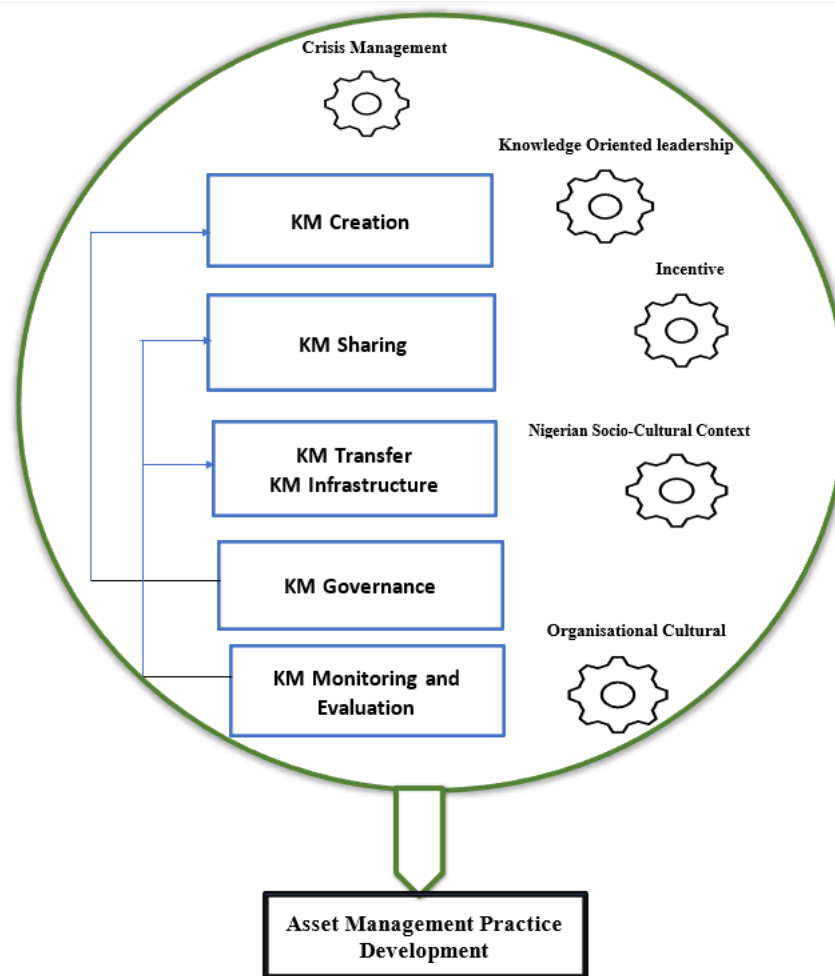 Crisis Management
Knowledge Oriented leadership
KM Creation
Incentive
KM Sharing
Nigerian Socio-Cultural Context
KM Transfer
KM Infrastructure
KM Governance
Organisational Cultural
KM Monitoring and
Evaluation
Asset Management Practice
Development